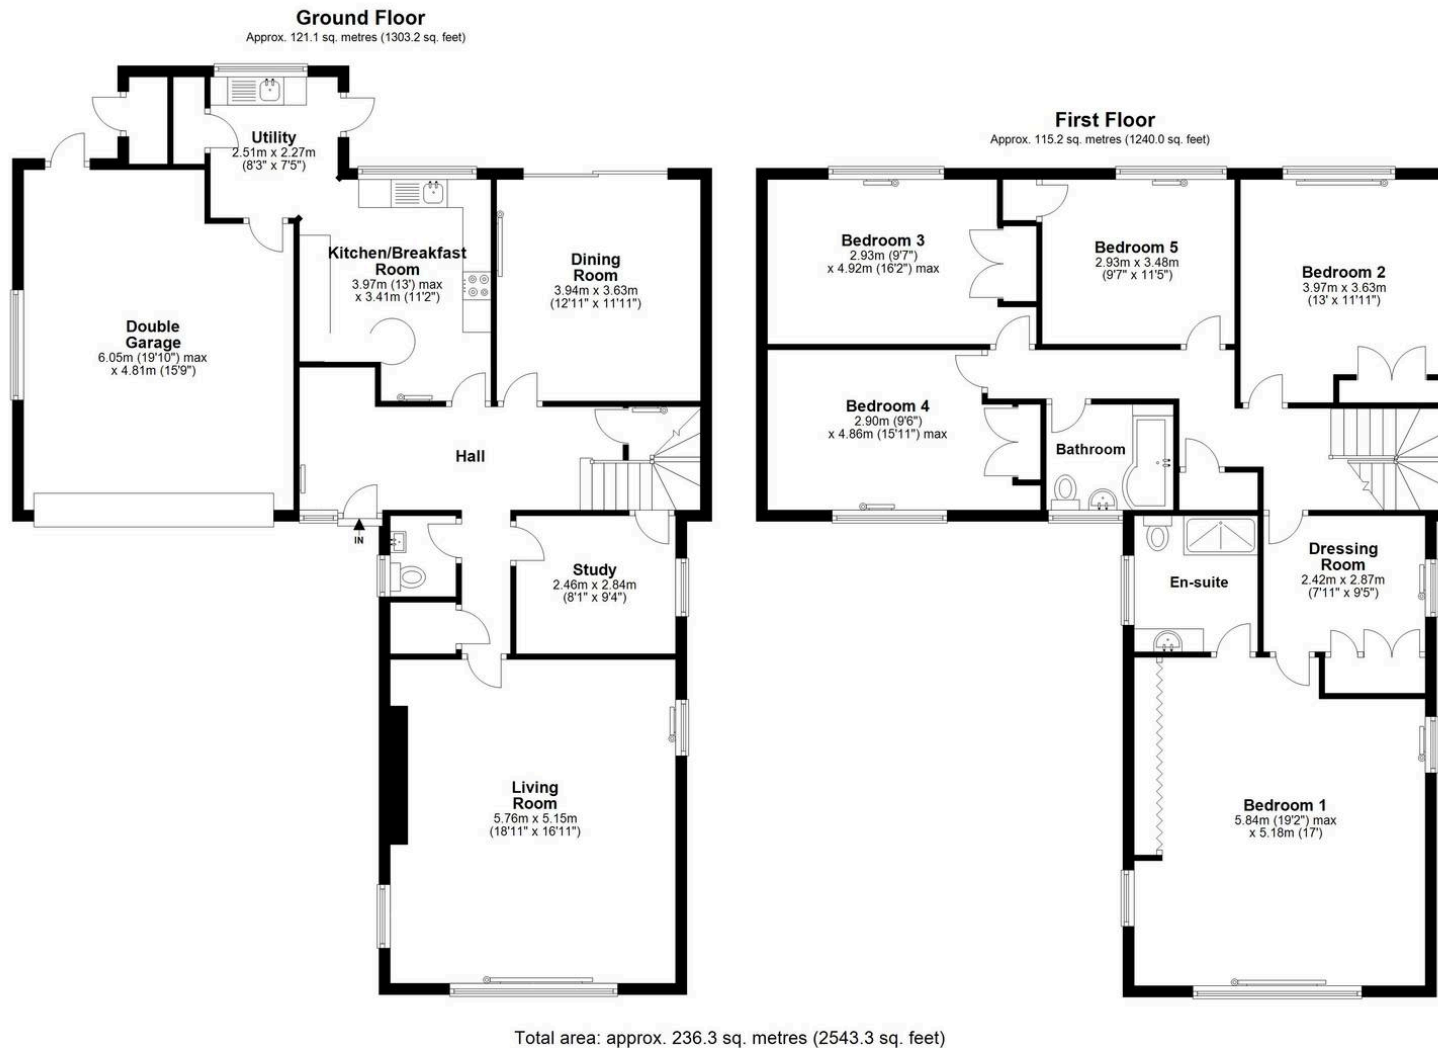 Ground Floor
Approx. 121.1 sq. metres (1303.2 sq. feet)
Utility
2.51m x 2.27m
(8'3" x 7'5")
Kitchen/Breakfast
Room
3.97m (13') max
x 3.41m (11'2")
Dining
Room
3.94m x 3.63m
(12'11" x 11'11")
Double
Garage
6.05m (19'10") max
x 4.81m (15'9")
Hall
IN
Study
2.46m x 2.84m
(8'1" x 9'4")
Living
Room
5.76m x 5.15m
(18'11" x 16'11")
First Floor
Approx. 115.2 sq. metres (1240.0 sq. feet)
Bedroom 3
2.93m (9'7")
x 4.92m (16'2") max
Bedroom 5
2.93m x 3.48m
(9'7" x 11'5")
Bedroom 2
3.97m x 3.63m
(13' x 11'11")
Bedroom 4
2.90m (9'6")
x 4.86m (15'11") max
Bathroom
En-suite
Dressing
Room
2.42m x 2.87m
(7'11" x 9'5")
Bedroom 1
5.84m (19'2") max
x 5.18m (17')
Total area: approx. 236.3 sq. metres (2543.3 sq. feet)